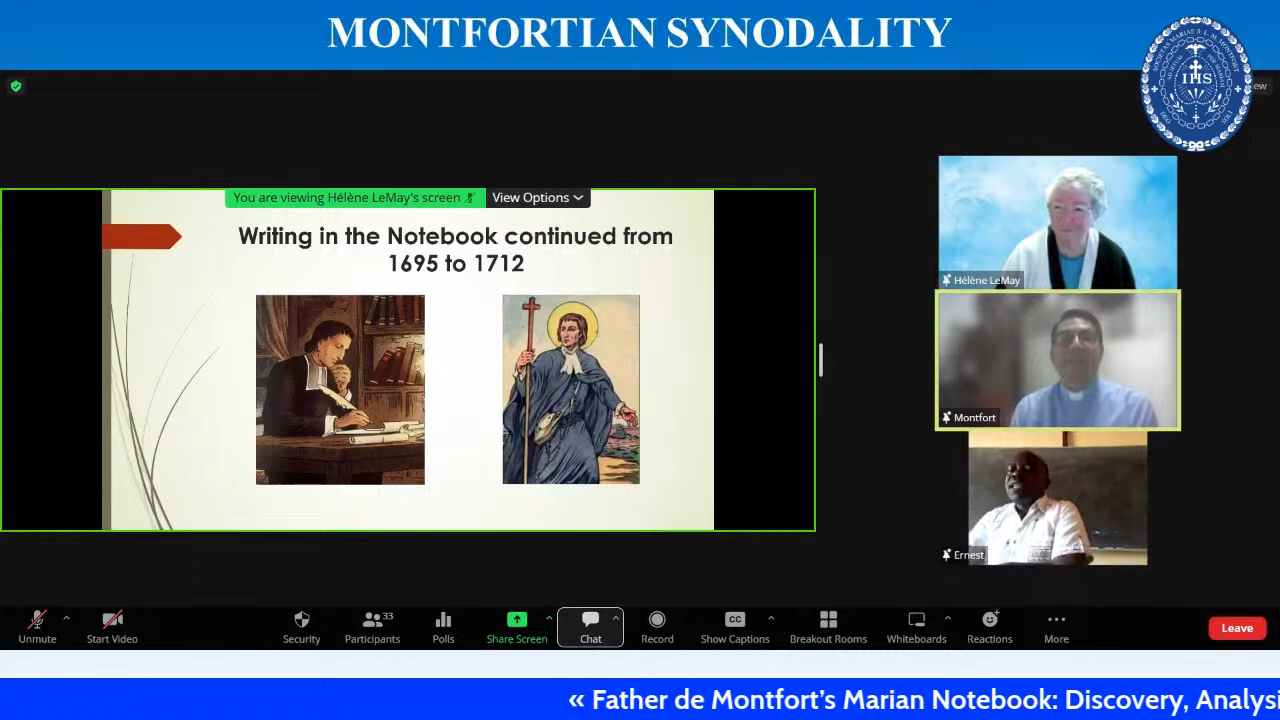 MONTFORTIAN SYNODALITY
IHS
ew
You are viewing Hélène LeMay's screen
View Options
Writing in the Notebook continued from
1695 to 1712
Hélène LeMay
Montfort
Ernest
Unmute
Start Video
Security
33
Participants
Polls
Share Screen
Chat
Record
CC
Show Captions
Breakout Rooms
Whiteboards
Reactions
More
Leave
« Father de Montfort's Marian Notebook: Discovery, Analysi